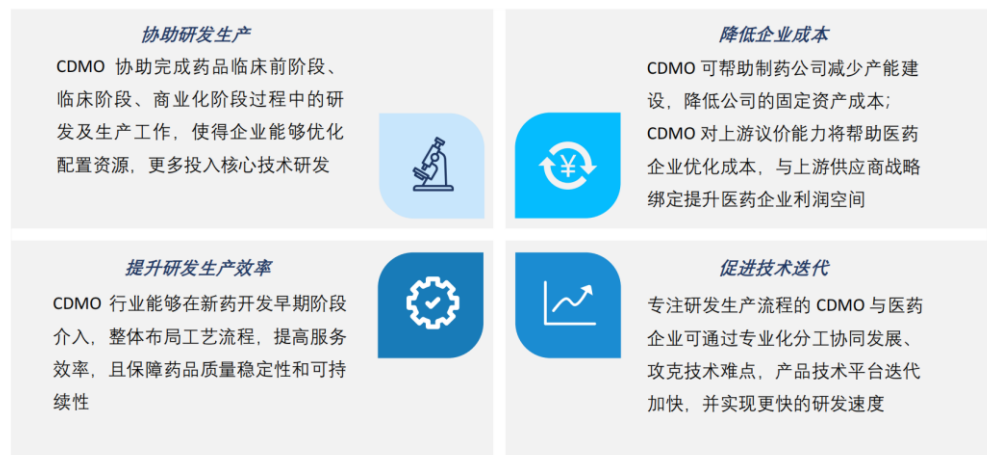 协助研发生产
CDMO 协助完成药品临床前阶段、
临床阶段、商业化阶段过程中的研
发及生产工作，使得企业能够优化
配置资源，更多投入核心技术研发
降低企业成本
CDMO 可帮助制药公司减少产能建
设，降低公司的固定资产成本；
CDMO 对上游议价能力将帮助医药
企业优化成本，与上游供应商战略
绑定提升医药企业利润空间
¥
提升研发生产效率
CDMO 行业能够在新药开发早期阶段
介入，整体布局工艺流程，提高服务
效率，且保障药品质量稳定性和可持
续性
促进技术迭代
专注研发生产流程的 CDMO 与医药
企业可通过专业化分工协同发展、
攻克技术难点，产品技术平台迭代
加快，并实现更快的研发速度